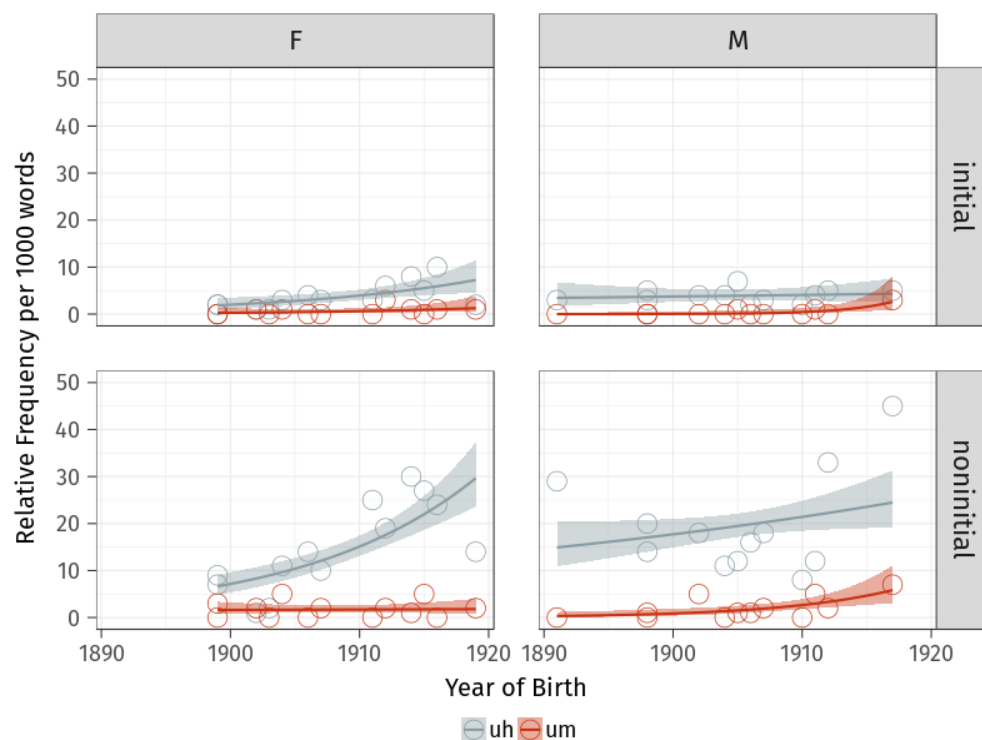 F M
50
40
30
20
10
0
initial
50
40
30
20
10
0
noninitial
Relative Frequency per 1000 words
1890 1900 1910 1920 1890 1900 1910 1920
Year of Birth
uh um